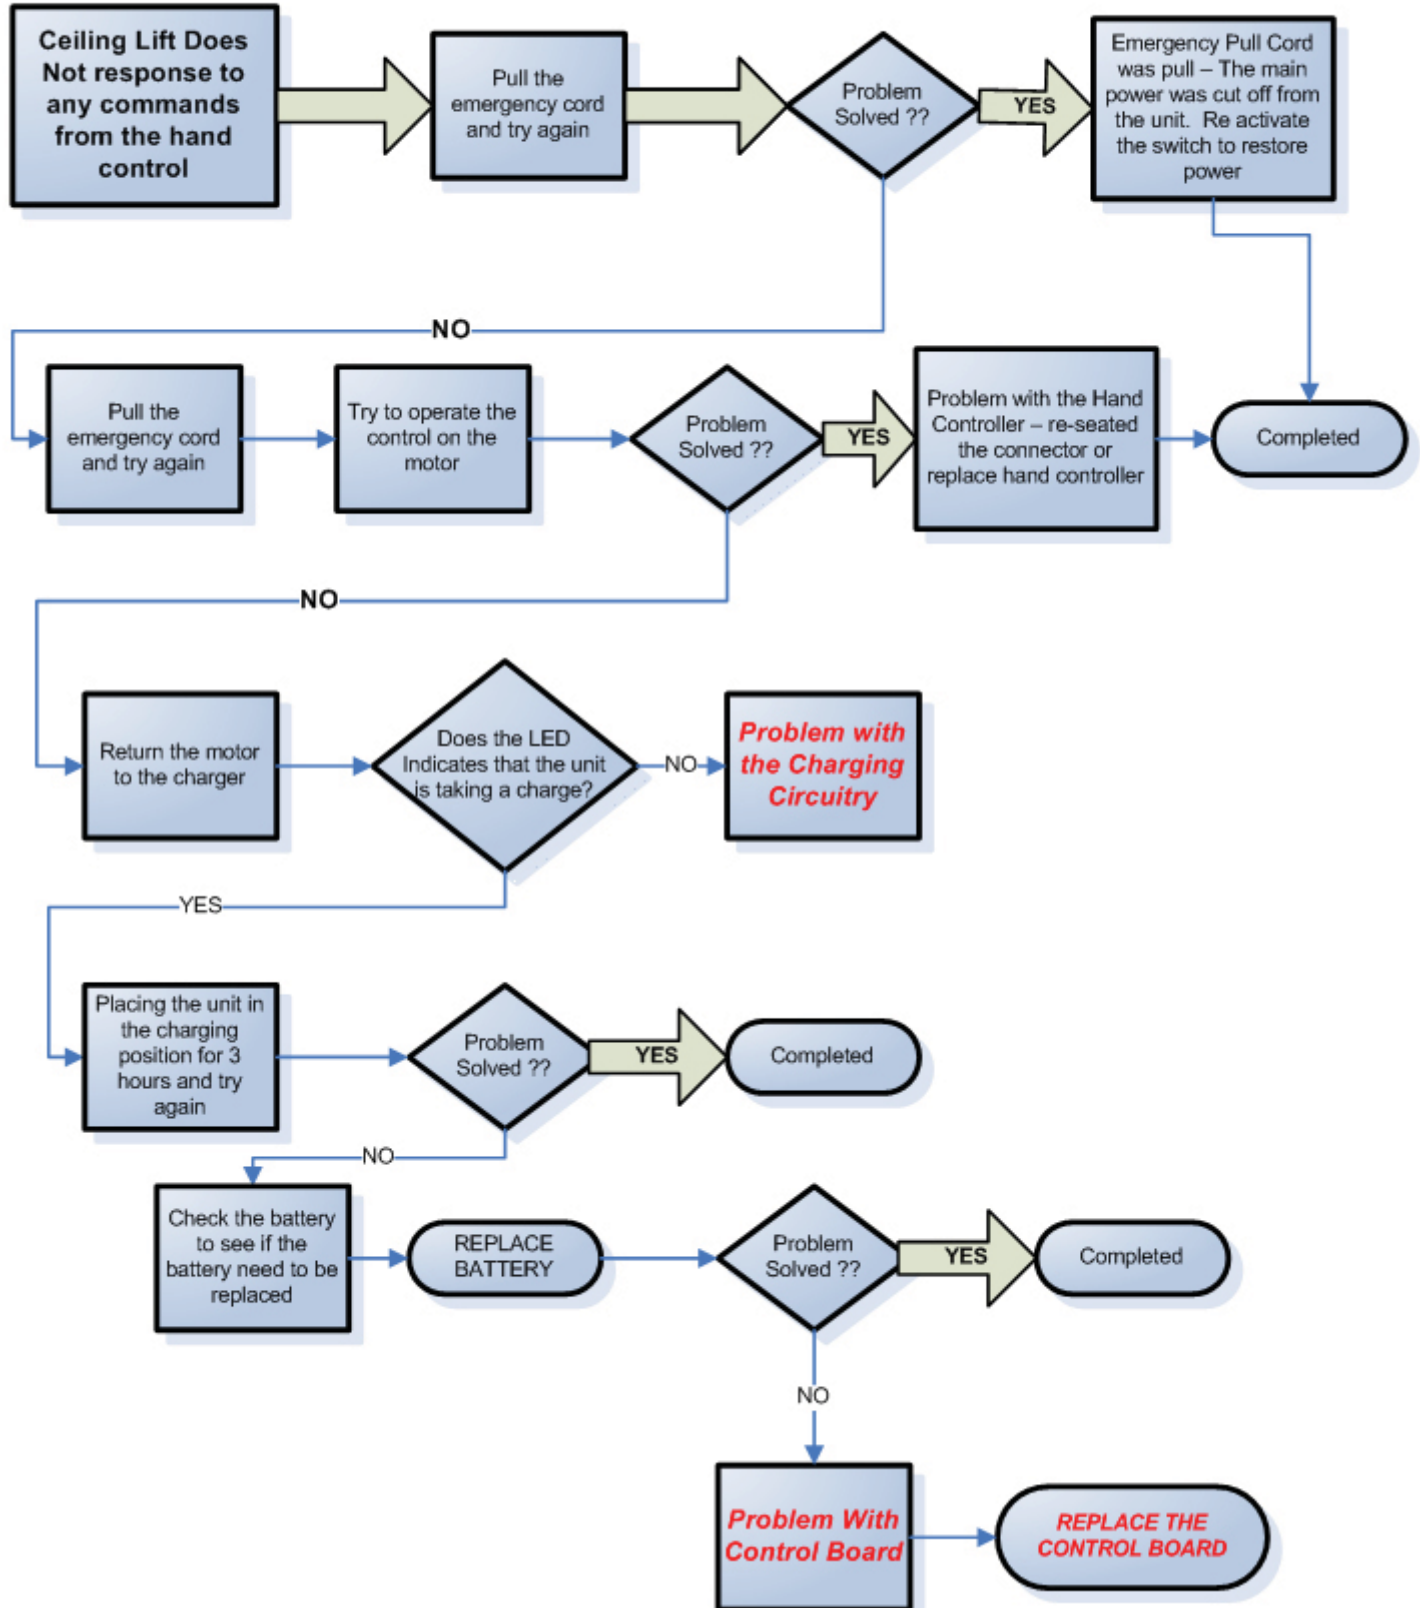 Ceiling Lift Does
Not response to
any commands
from the hand
control
Pull the
emergency cord
and try again
Problem
Solved ??
YES
Emergency Pull Cord
was pull – The main
power was cut off from
the unit.  Re activate
the switch to restore
power
NO
Pull the
emergency cord
and try again
Try to operate the
control on the
motor
Problem
Solved ??
YES
Problem with the Hand
Controller – re-seated
the connector or
replace hand controller
Completed
NO
Return the motor
to the charger
Does the LED
Indicates that the unit
is taking a charge?
NO
Problem with
the Charging
Circuitry
YES
Placing the unit in
the charging
position for 3
hours and try
again
Problem
Solved ??
YES
Completed
NO
Check the battery
to see if the
battery need to be
replaced
REPLACE
BATTERY
Problem
Solved ??
YES
Completed
NO
Problem With
Control Board
REPLACE THE
CONTROL BOARD